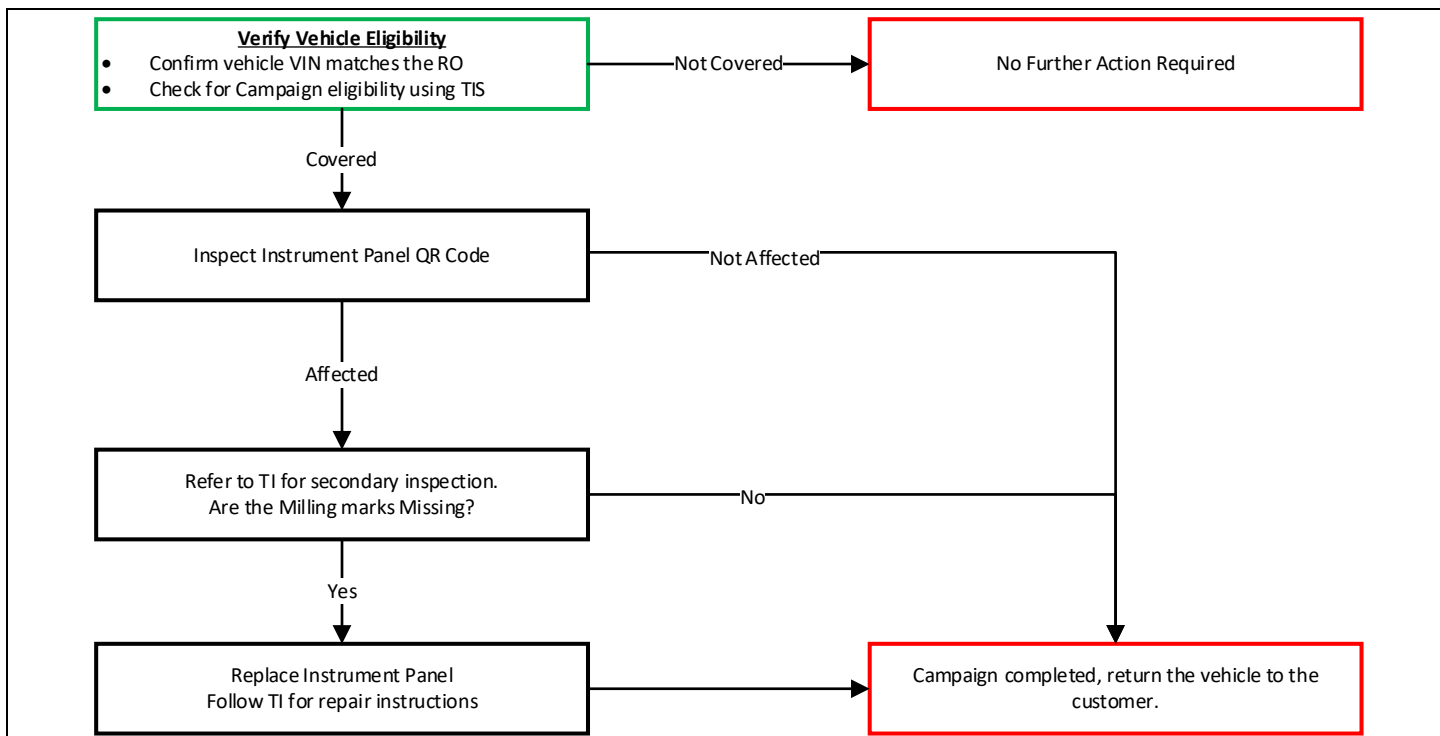 Verify Vehicle Eligibility
• Confirm vehicle VIN matches the RO
• Check for Campaign eligibility using TIS
Not Covered
No Further Action Required
Covered
Inspect Instrument Panel QR Code
Not Affected
Affected
Refer to TI for secondary inspection.
Are the Milling marks Missing?
No
Yes
Replace Instrument Panel
Follow TI for repair instructions
Campaign completed, return the vehicle to the
customer.